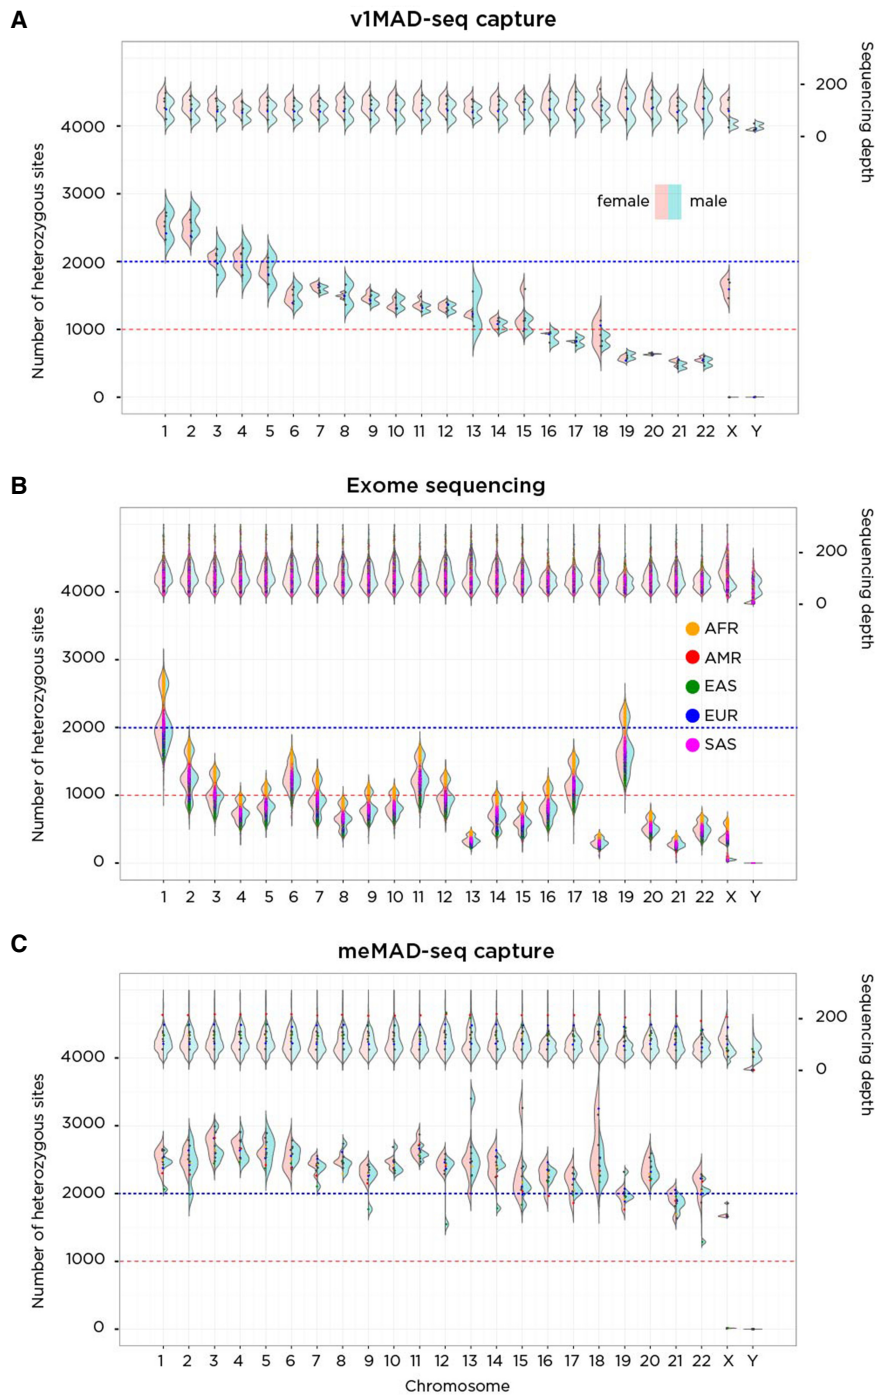 A
v1MAD-seq capture
Number of heterozygous sites
4000
3000
2000
1000
0
200
0
Sequencing depth
female male
1 2 3 4 5 6 7 8 9 10 11 12 13 14 15 16 17 18 19 20 21 22 X Y
B
Exome sequencing
Number of heterozygous sites
4000
3000
2000
1000
0
200
0
Sequencing depth
AFR
AMR
EAS
EUR
SAS
1 2 3 4 5 6 7 8 9 10 11 12 13 14 15 16 17 18 19 20 21 22 X Y
C
meMAD-seq capture
Number of heterozygous sites
4000
3000
2000
1000
0
200
0
Sequencing depth
1 2 3 4 5 6 7 8 9 10 11 12 13 14 15 16 17 18 19 20 21 22 X Y
Chromosome